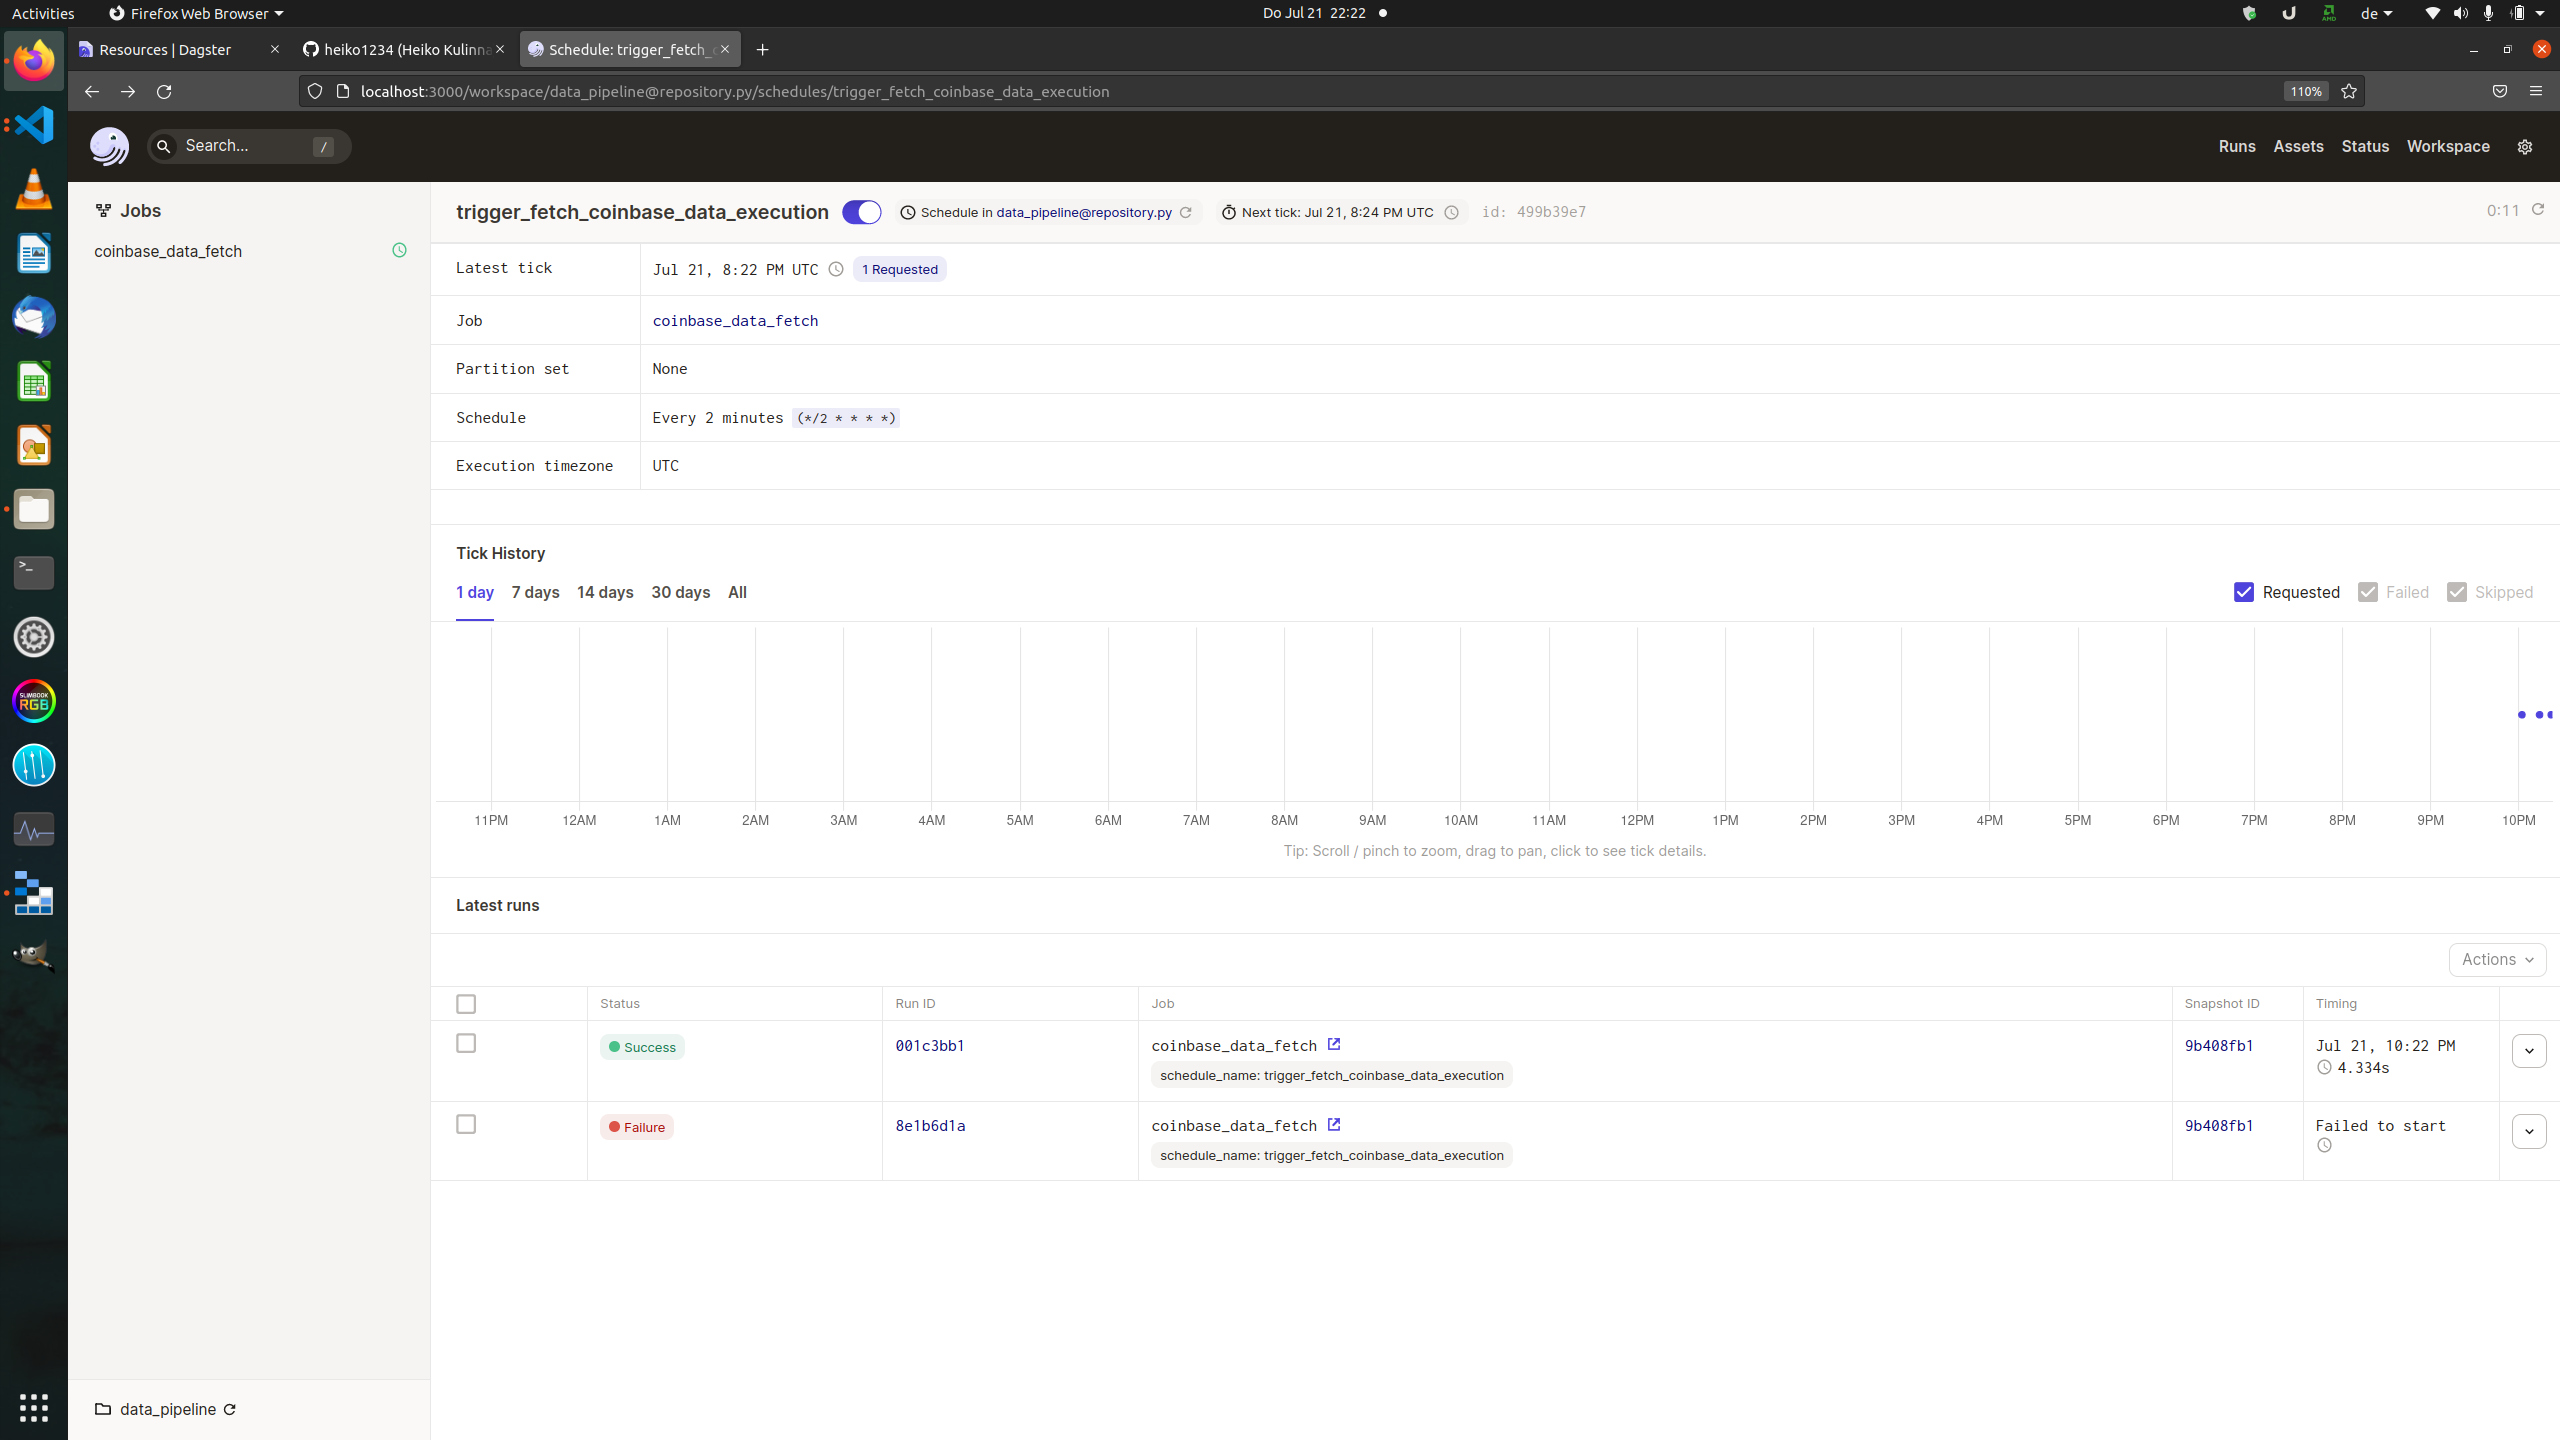 Activities
Firefox Web Browser
Do Jul 21 22:22
de
Resources | Dagster
heiko1234 (Heiko Kulinna
Schedule: trigger_fetch_c
localhost:3000/workspace/data_pipeline@repository.py/schedules/trigger_fetch_coinbase_data_execution
110%
Search...
/
Runs
Assets
Status
Workspace
Jobs
coinbase_data_fetch
trigger_fetch_coinbase_data_execution
Schedule in data_pipeline@repository.py
Next tick: Jul 21, 8:24 PM UTC
id: 499b39e7
0:11
Latest tick
Jul 21, 8:22 PM UTC
1 Requested
Job
coinbase_data_fetch
Partition set
None
Schedule
Every 2 minutes (*/2 * * * *)
Execution timezone
UTC
Tick History
1 day
7 days
14 days
30 days
All
Requested
Failed
Skipped
11PM
12AM
1AM
2AM
3AM
4AM
5AM
6AM
7AM
8AM
9AM
10AM
11AM
12PM
1PM
2PM
3PM
4PM
5PM
6PM
7PM
8PM
9PM
10PM
Tip: Scroll / pinch to zoom, drag to pan, click to see tick details.
Latest runs
Actions
Status
Run ID
Job
Snapshot ID
Timing
Success
001c3bb1
coinbase_data_fetch
schedule_name: trigger_fetch_coinbase_data_execution
9b408fb1
Jul 21, 10:22 PM
4.334s
Failure
8e1b6d1a
coinbase_data_fetch
schedule_name: trigger_fetch_coinbase_data_execution
9b408fb1
Failed to start
data_pipeline
SLIMBOOK
RGB
AMD
>_